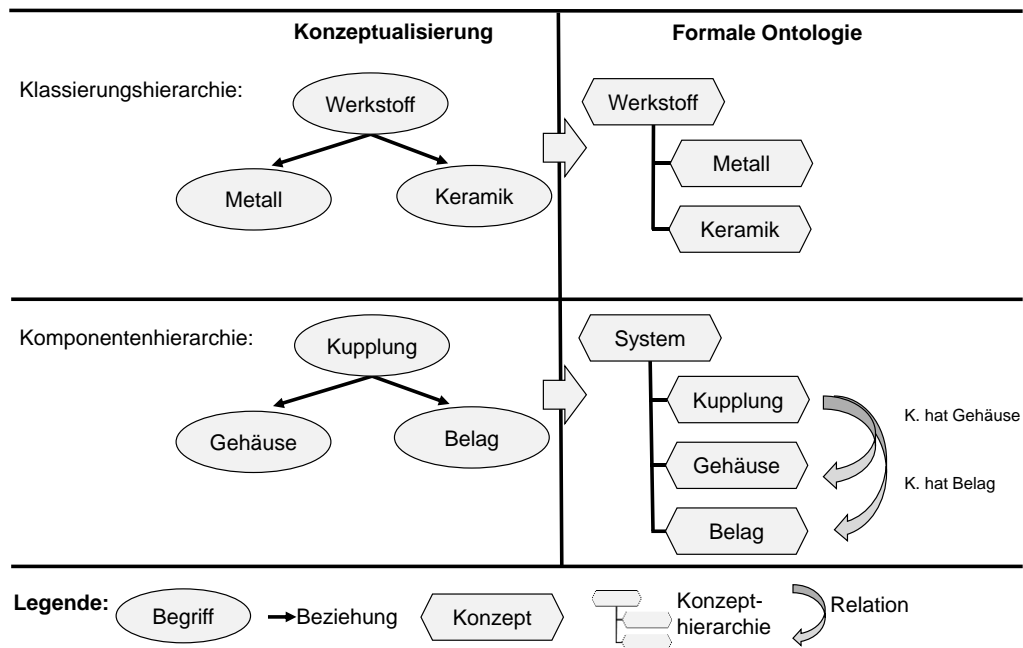 Konzeptualisierung
Formale Ontologie
Klassierungshierarchie:
Werkstoff
Metall
Keramik
Werkstoff
Metall
Keramik
Komponentenhierarchie:
Kupplung
Gehäuse
Belag
System
Kupplung
Gehäuse
Belag
K. hat Gehäuse
K. hat Belag
Legende:
Begriff
Beziehung
Konzept
Konzept-
hierarchie
Relation